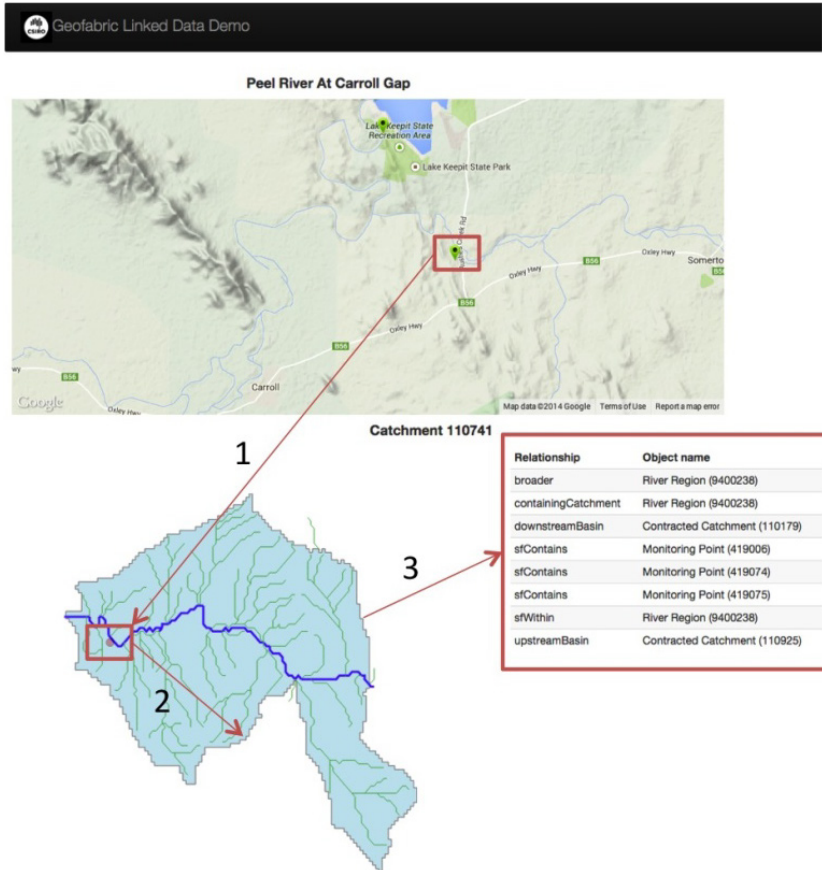 CSIRO
Geofabric Linked Data Demo
Peel River At Carroll Gap
Lake Keepit State
Recreation Area
Lake Keepit State Park
Creek Rd
Oxley Hwy
B56
Somerto
B56
Oxley Hwy
B56
Carroll
wy
B56
Oxley Hwy
Google
Map data ©2014 Google
Terms of Use
Report a map error
Catchment 110741
1
Relationship Object name
broader River Region (9400238)
containingCatchment River Region (9400238)
downstreamBasin Contracted Catchment (110179)
sfContains Monitoring Point (419006)
sfContains Monitoring Point (419074)
sfContains Monitoring Point (419075)
sfWithin River Region (9400238)
upstreamBasin Contracted Catchment (110925)
3
2